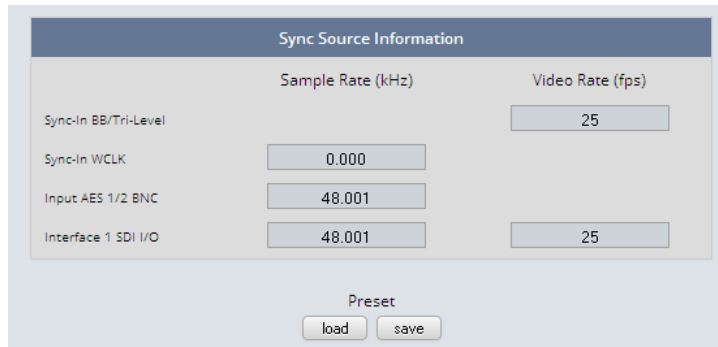 Sync Source Information
Sample Rate (kHz) Video Rate (fps)
Sync-In BB/Tri-Level 25
Sync-In WCLK 0.000
Input AES 1/2 BNC 48.001
Interface 1 SDI I/O 48.001 25
Preset
load save